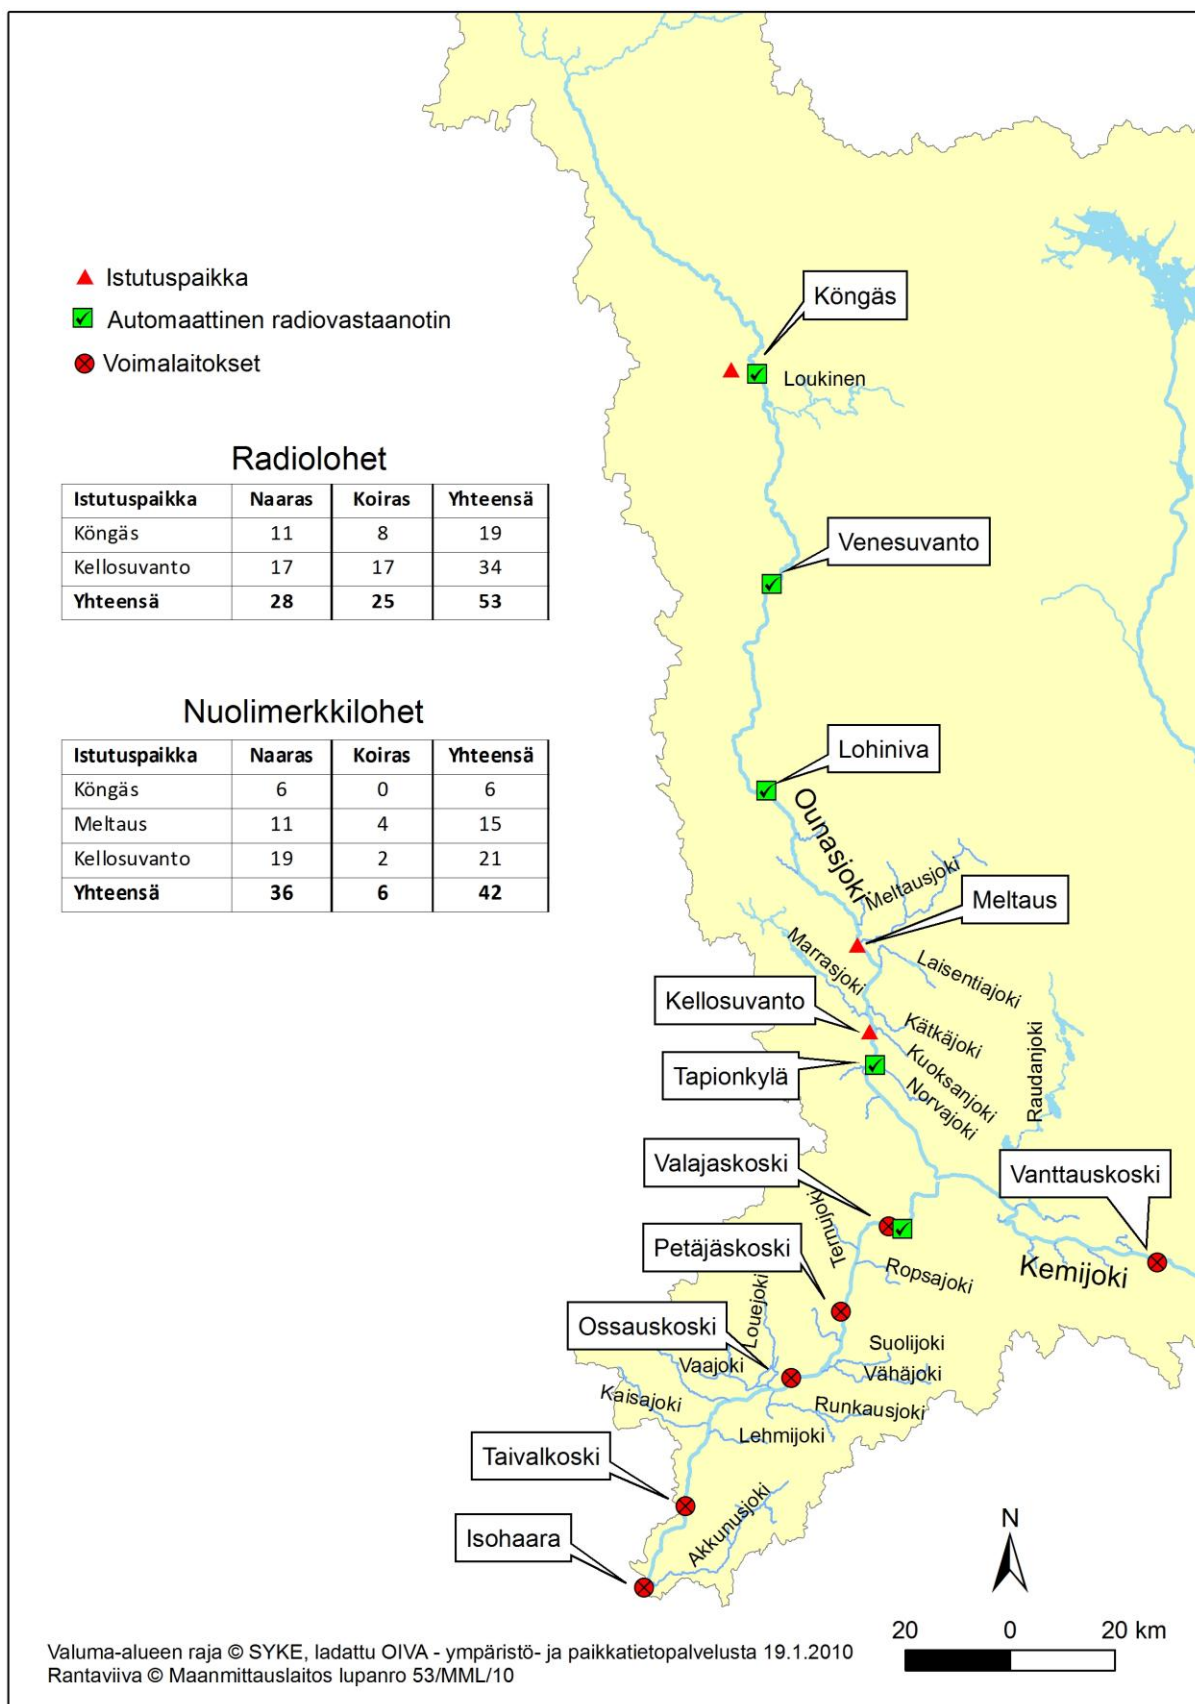 Köngäs
Istutuspaikka
Automaattinen radiovastaanotin
Voimalaitokset
Loukinen
Radiolohet
Istutuspaikka Naaras Koiras Yhteensä
Köngäs 11 8 19
Kellosuvanto 17 17 34
Yhteensä 28 25 53
Venesuvanto
Nuolimerkkilohet
Istutuspaikka Naaras Koiras Yhteensä
Köngäs 6 0 6
Meltaus 11 4 15
Kellosuvanto 19 2 21
Yhteensä 36 6 42
Lohiniva
Ounasjoki
Meltausjoki
Meltaus
Marrasjoki
Laisentiajoki
Kellosuvanto
Kätkäjoki
Kuoksanjoki
Raudanjoki
Tapionkylä
Norvajoki
Valajaskoski
Vanttauskoski
Ternujoki
Petäjäskoski
Ropsajoki
Kemijoki
Louejoki
Ossauskoski
Suolijoki
Vaajoki
Vähäjoki
Kaisajoki
Runkausjoki
Lehmijoki
Taivalkoski
Akkunusjoki
Isohaara
N
20 0 20 km
Valuma-alueen raja © SYKE, ladattu OIVA - ympäristö- ja paikkatietopalvelusta 19.1.2010
Rantaviiva © Maanmittauslaitos lupanro 53/MML/10